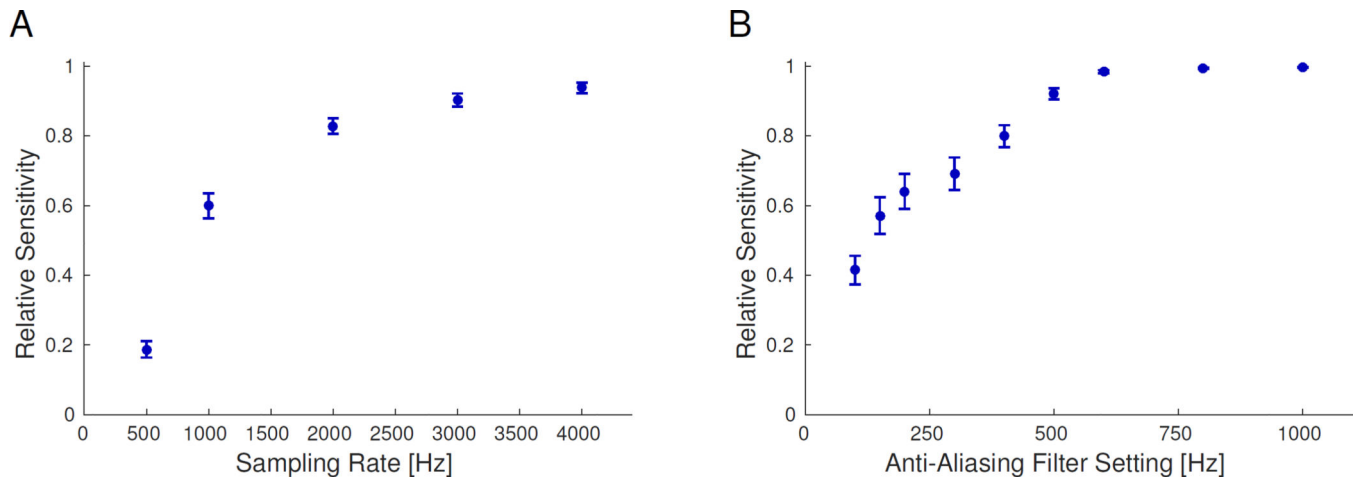 A
Relative Sensitivity
1
0.8
0.6
0.4
0.2
0
0 500 1000 1500 2000 2500 3000 3500 4000
Sampling Rate [Hz]
B
Relative Sensitivity
1
0.8
0.6
0.4
0.2
0
0 250 500 750 1000
Anti-Aliasing Filter Setting [Hz]